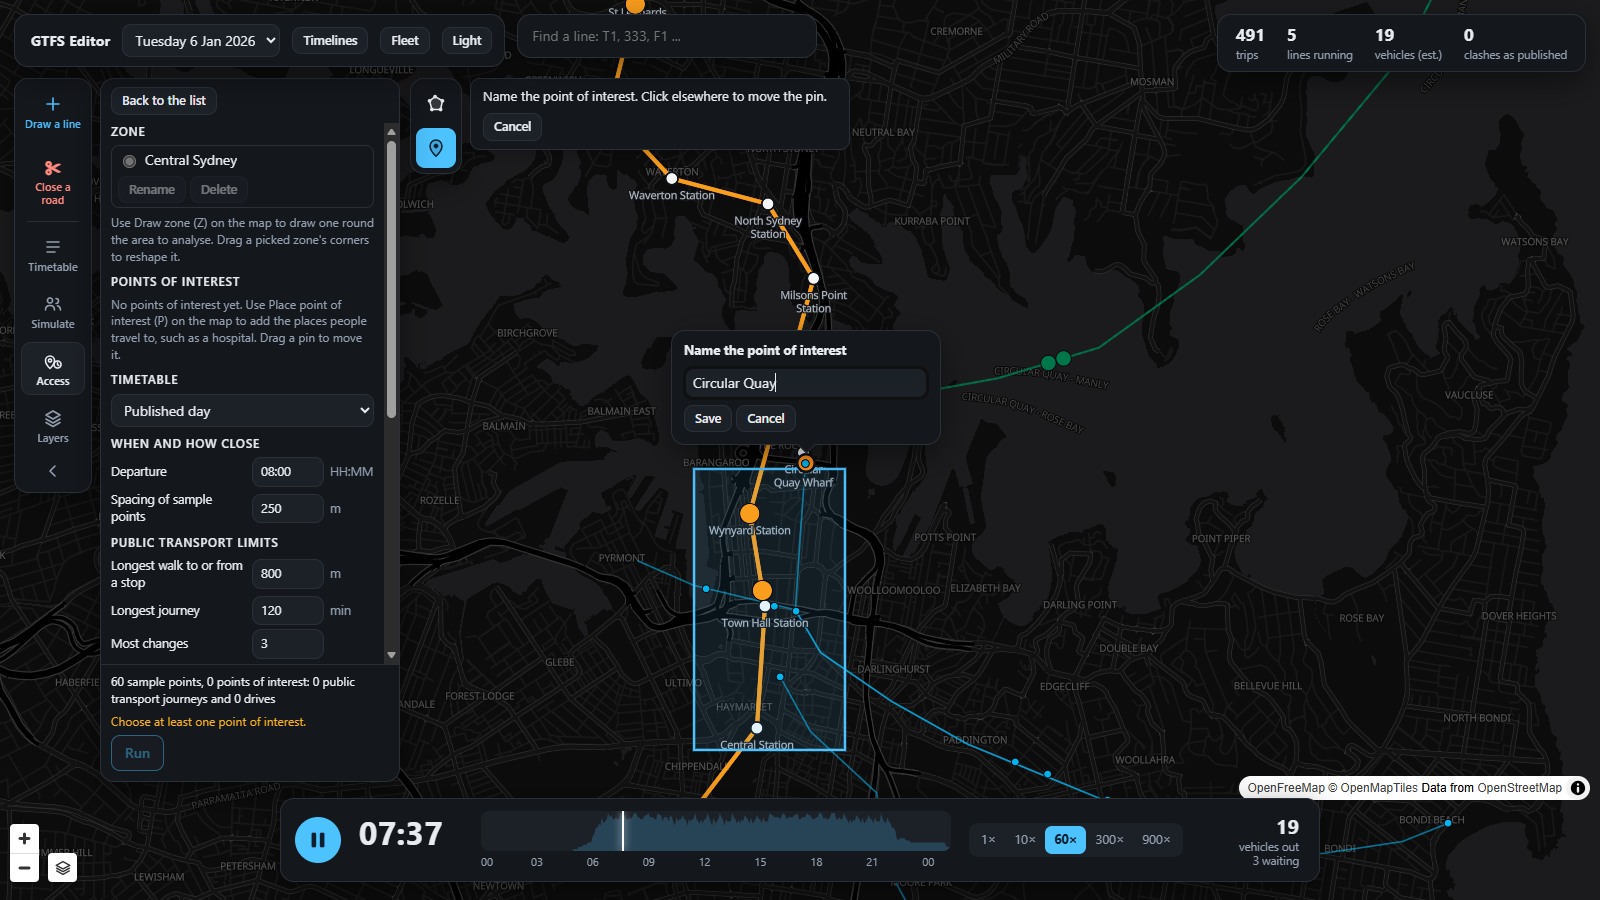 GTFS Editor
Tuesday 6 Jan 2026
Timelines
Fleet
Light
Find a line: T1, 333, F1 ...
491
trips
5
lines running
19
vehicles (est.)
0
clashes as published
Draw a line
Close a
road
Timetable
Simulate
Access
Layers
Back to the list
ZONE
Central Sydney
Rename
Delete
Use Draw zone (Z) on the map to draw one round
the area to analyse. Drag a picked zone's corners
to reshape it.
POINTS OF INTEREST
No points of interest yet. Use Place point of
interest (P) on the map to add the places people
travel to, such as a hospital. Drag a pin to move
it.
TIMETABLE
Published day
WHEN AND HOW CLOSE
Departure
08:00
HH:MM
Spacing of sample
points
250
m
PUBLIC TRANSPORT LIMITS
Longest walk to or from
a stop
800
m
Longest journey
120
min
Most changes
3
60 sample points, 0 points of interest: 0 public
transport journeys and 0 drives
Choose at least one point of interest.
Run
Name the point of interest. Click elsewhere to move the pin.
Cancel
Name the point of interest
Circular Quay
Save
Cancel
LONGUEVILLE
CREMORNE
MILITARY ROAD
MOSMAN
NEUTRAL BAY
WAVERTON
Waverton Station
North Sydney
Station
KURRABA POINT
WATSONS BAY
ROSE BAY - WATSONS BAY
Milsons Point
Station
BIRCHGROVE
CIRCULAR QUAY - MANLY
CIRCULAR QUAY - ROSE BAY
VAUCLUSE
BALMAIN EAST
BALMAIN
BARANGAROO
Quay Wharf
ROZELLE
Wynyard Station
POTTS POINT
POINT PIPER
PYRMONT
WOOLLOOMOOLOO
ELIZABETH BAY
DARLING POINT
ROSE BAY
DOVER HEIGHTS
Town Hall Station
DOUBLE BAY
GLEBE
DARLINGHURST
EDGECLIFF
BELLEVUE HILL
FOREST LODGE
ULTIMO
HAYMARKET
NORTH BONDI
Central Station
PADDINGTON
WOOLLAHRA
CHIPPENDALE
PARRAMATTA ROAD
OpenFreeMap © OpenMapTiles Data from OpenStreetMap
BONDI BEACH
BONDI
PETERSHAM
LEWISHAM
NEWTOWN
MOORE PARK
07:37
00
03
06
09
12
15
18
21
00
1×
10×
60×
300×
900×
19
vehicles out
3 waiting